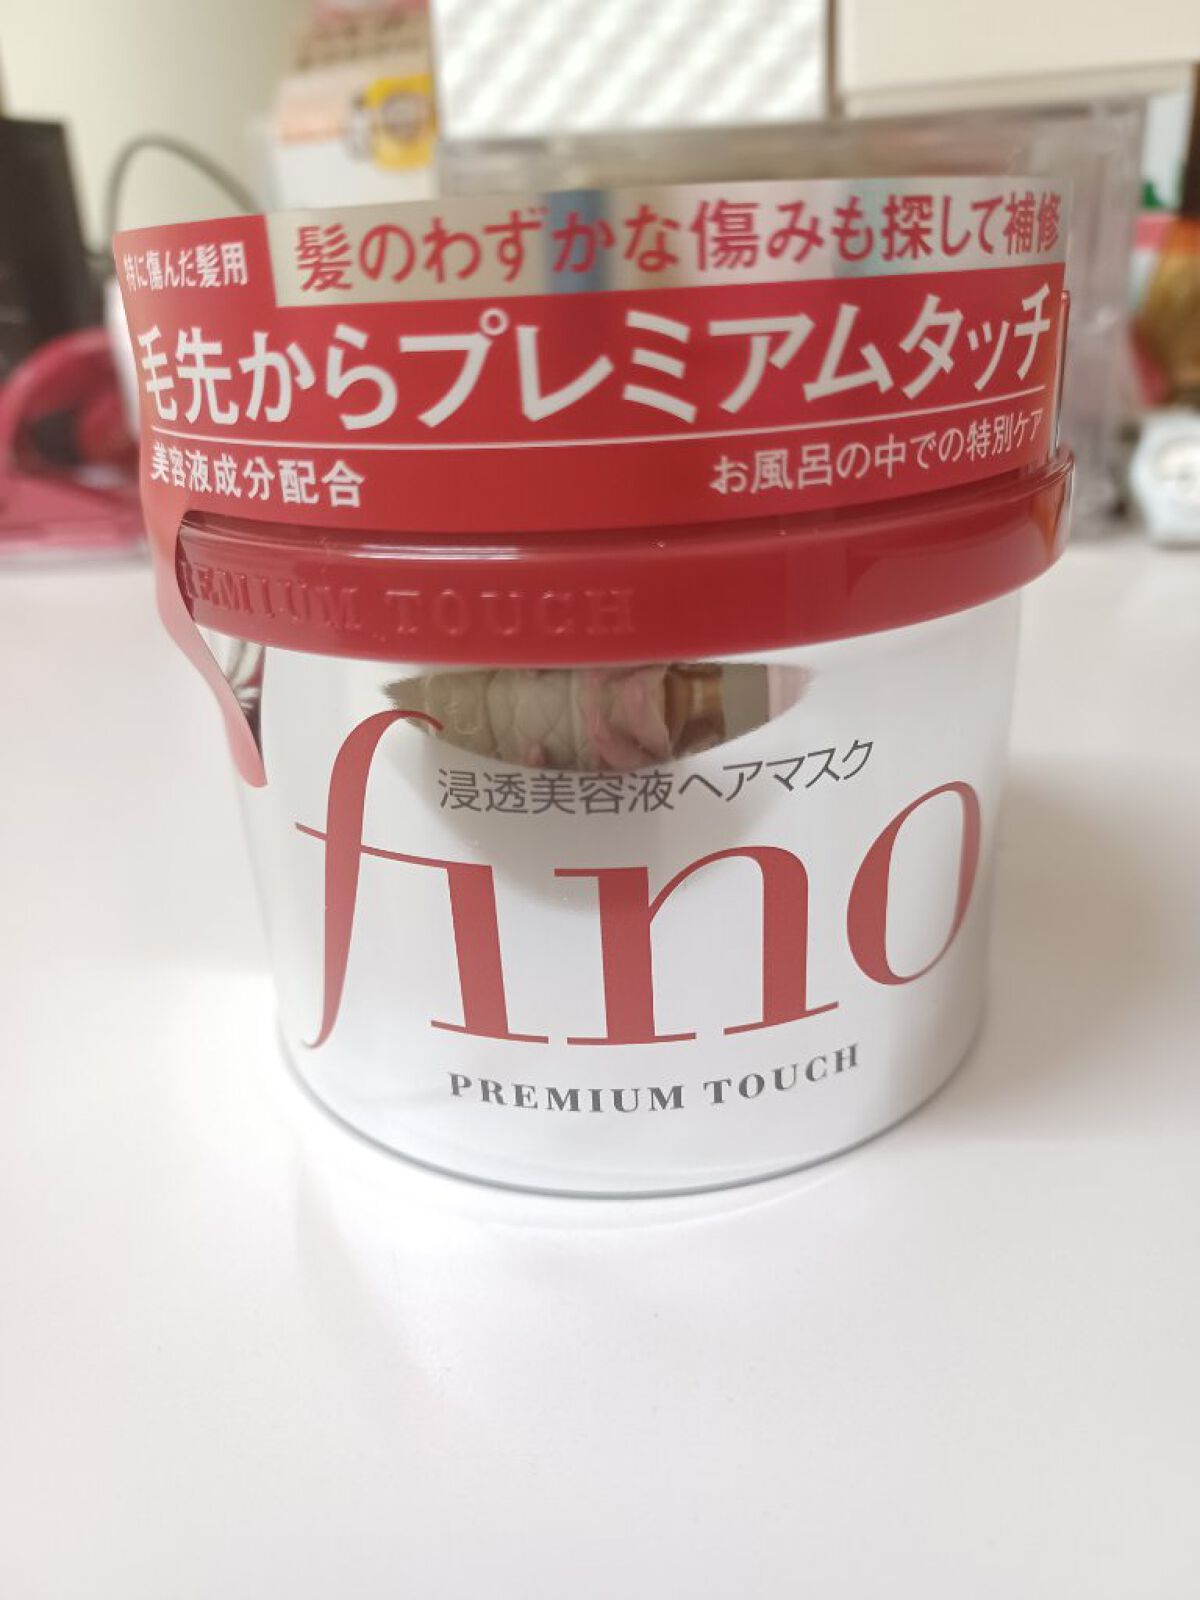 特に傷んだ髪用
髪のわずかな傷みも探して補修
毛先からプレミアムタッチ
美容液成分配合
お風呂の中での特別ケア
PREMIUM TOUCH
浸透美容液ヘアマスク
fino
PREMIUM TOUCH